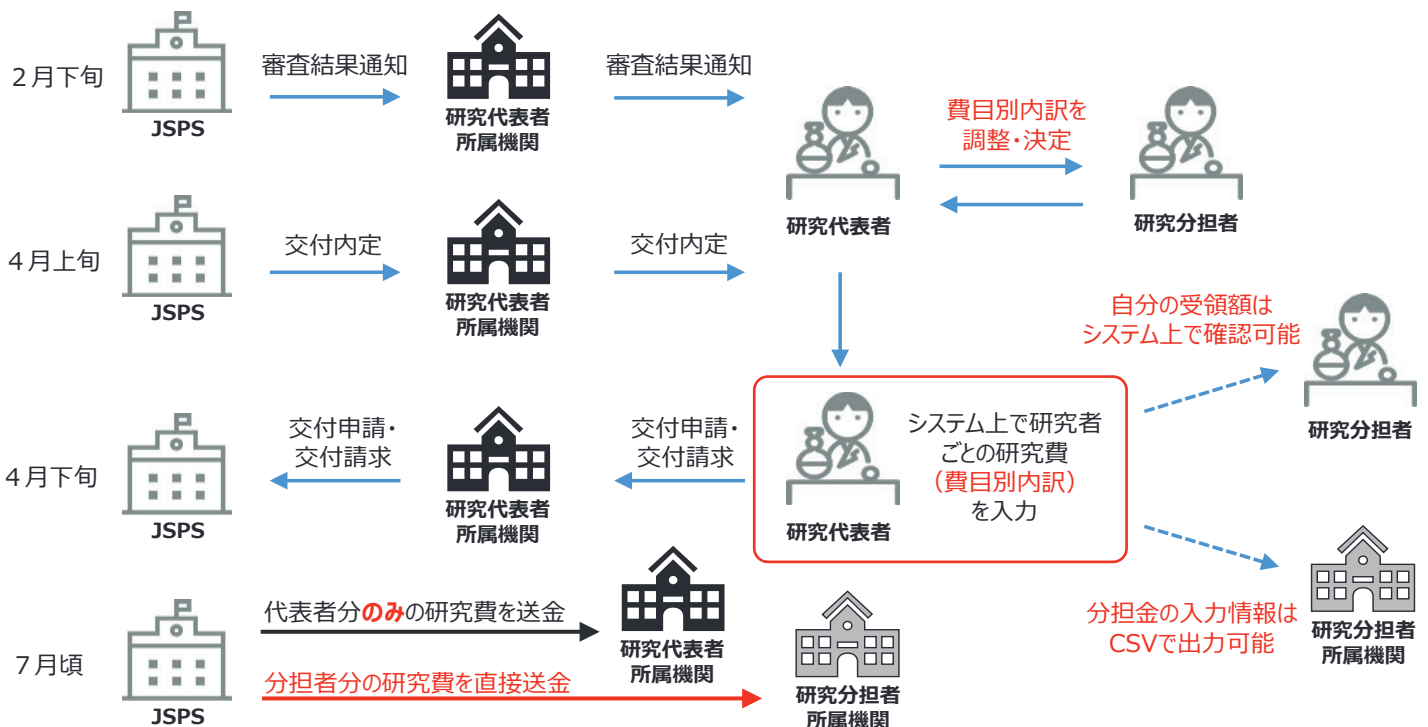 2月下旬
JSPS
審査結果通知
研究代表者
所属機関
審査結果通知
研究代表者
費目別内訳を
調整・決定
研究分担者
4月上旬
JSPS
交付内定
研究代表者
所属機関
交付内定
自分の受領額は
システム上で確認可能
研究分担者
4月下旬
JSPS
交付申請・
交付請求
研究代表者
所属機関
交付申請・
交付請求
研究代表者
システム上で研究者
ごとの研究費
（費目別内訳）
を入力
分担金の入力情報は
CSVで出力可能
研究分担者
所属機関
7月頃
JSPS
代表者分のみの研究費を送金
研究代表者
所属機関
分担者分の研究費を直接送金
研究分担者
所属機関